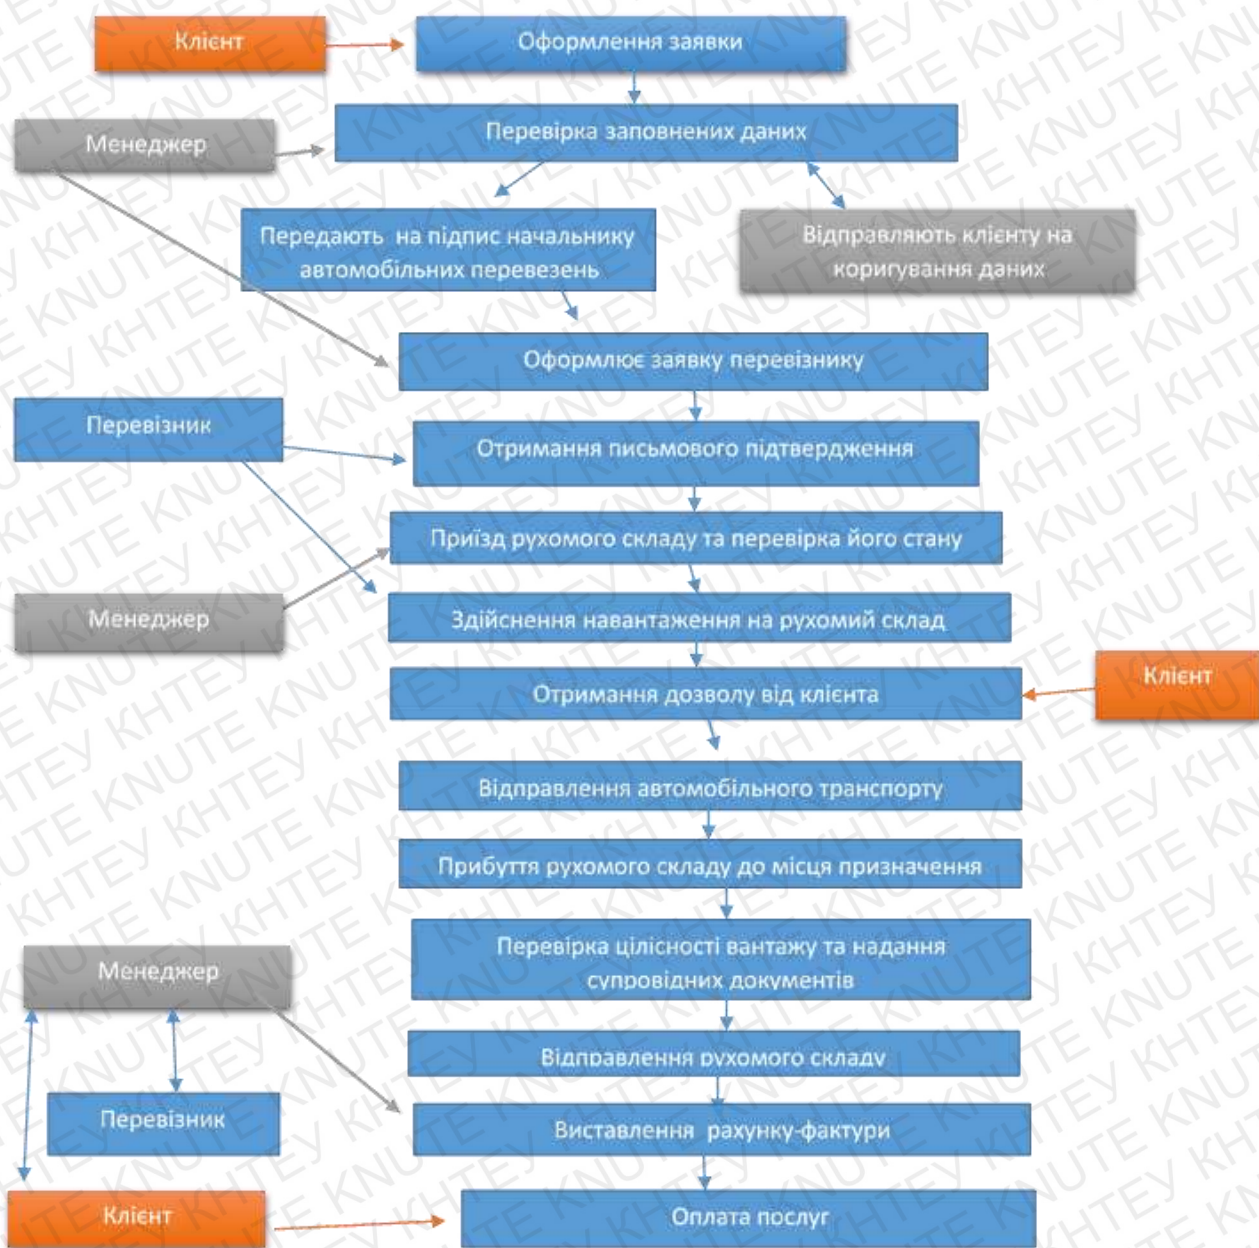 Клієнт
Оформлення заявки
Менеджер
Перевірка заповнених даних
Передають на підпис начальнику
автомобільних перевезень
Відправляють клієнту на
коригування даних
Оформлює заявку перевізнику
Перевізник
Отримання письмового підтвердження
Приїзд рухомого складу та перевірка його стану
Менеджер
Здійснення навантаження на рухомий склад
Отримання дозволу від клієнта
Клієнт
Відправлення автомобільного транспорту
Прибуття рухомого складу до місця призначення
Менеджер
Перевірка цілісності вантажу та надання
супровідних документів
Відправлення рухомого складу
Перевізник
Виставлення рахунку-фактури
Клієнт
Оплата послуг